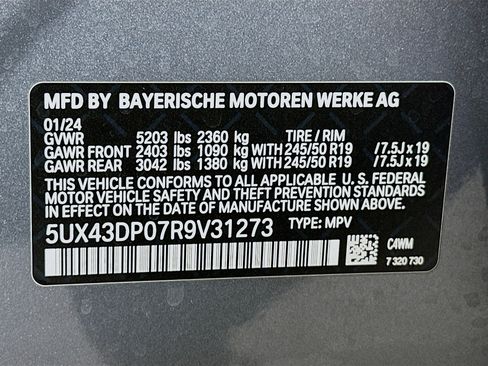 MFD BY BAYERISCHE MOTOREN WERKE AG
01/24
GVWR 5203 lbs 2360 kg TIRE / RIM
GAWR FRONT 2403 lbs 1090 kg WITH 245/50 R19 /7.5J x 19
GAWR REAR 3042 lbs 1380 kg WITH 245/50 R19 /7.5J x 19
THIS VEHICLE CONFORMS TO ALL APPLICABLE U. S. FEDERAL
MOTOR VEHICLE SAFETY AND THEFT PREVENTION STANDARDS
IN EFFECT ON THE DATE OF MANUFACTURE SHOWN ABOVE.
5UX43DP07R9V31273 TYPE: MPV
C4WM
7 320 730